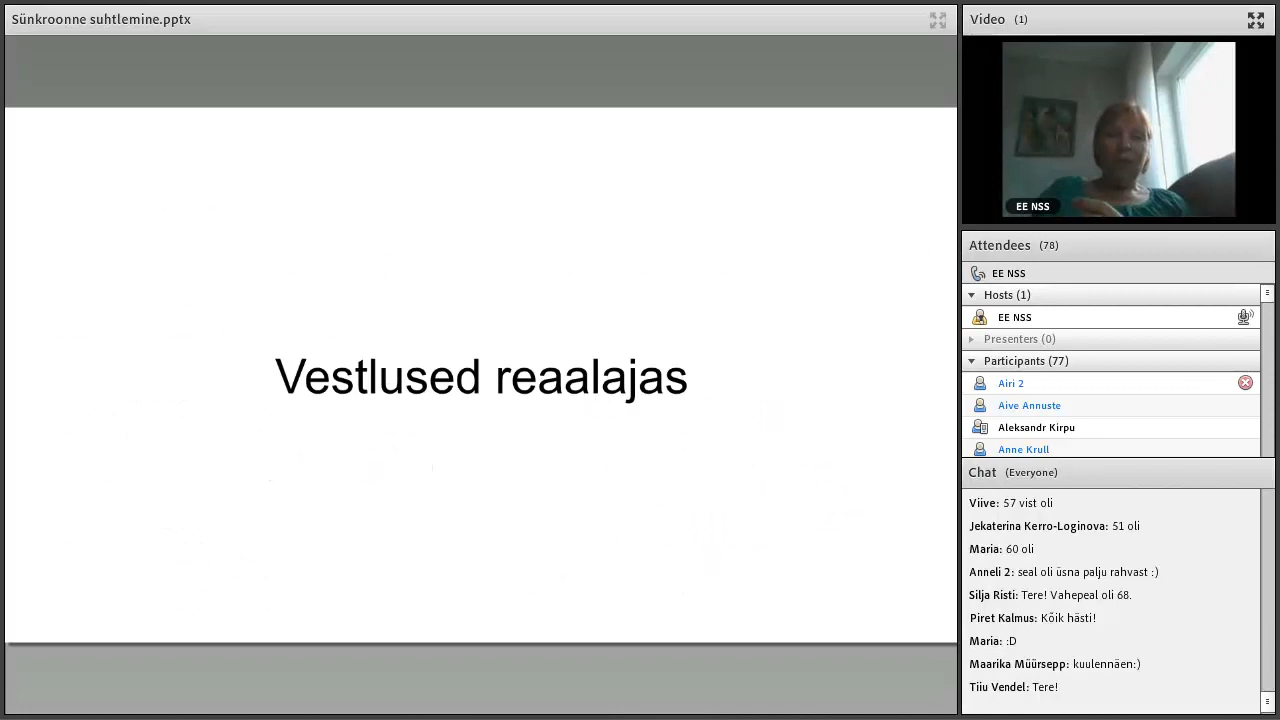 Sünkroonne suhtlemine.pptx
Vestlused reaalajas
Video (1)
EE NSS
Attendees (78)
EE NSS
Hosts (1)
EE NSS
Presenters (0)
Participants (77)
Airi 2
Aive Annuste
Aleksandr Kirpu
Anne Krull
Chat (Everyone)
Viive: 57 vist oli
Jekaterina Kerro-Loginova: 51 oli
Maria: 60 oli
Anneli 2: seal oli üsna palju rahvast :)
Silja Risti: Tere! Vahepeal oli 68.
Piret Kalmus: Kõik hästi!
Maria: :D
Maarika Müürsepp: kuulennäen:)
Tiiu Vendel: Tere!